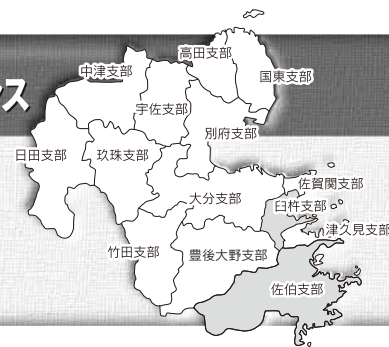 高田支部
中津支部
国東支部
ンス
宇佐支部
別府支部
日田支部
玖珠支部
佐賀関支部
大分支部
臼杵支部
津久見支部
竹田支部
豊後大野支部
佐伯支部